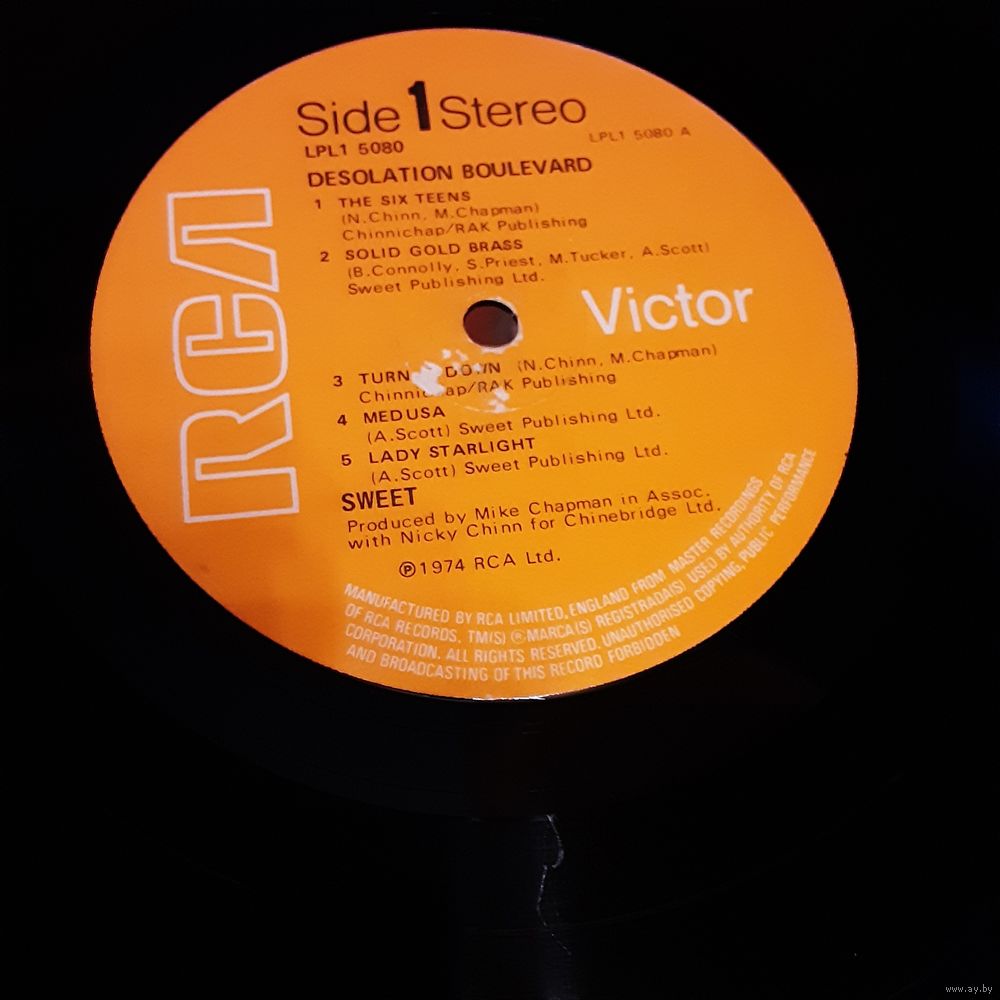 Side 1 Stereo
LPL1 5080
LPL1 5080 A
DESOLATION BOULEVARD
1 THE SIX TEENS
(N.Chinn, M.Chapman)
Chinnichap/RAK Publishing
2 SOLID GOLD BRASS
(B.Connolly, S.Priest, M.Tucker, A.Scott)
Sweet Publishing Ltd.
RCA
Victor
3 TURN DOWN (N.Chinn, M.Chapman)
Chinnichap/RAK Publishing
4 MEDUSA
(A.Scott) Sweet Publishing Ltd.
5 LADY STARLIGHT
(A.Scott) Sweet Publishing Ltd.
SWEET
Produced by Mike Chapman in Assoc.
with Nicky Chinn for Chinebridge Ltd.
℗1974 RCA Ltd.
MANUFACTURED BY RCA LIMITED, ENGLAND FROM MASTER RECORDINGS
OF RCA RECORDS. TM(S) ® MARCA(S) REGISTRADA(S) USED BY AUTHORITY OF RCA
CORPORATION. ALL RIGHTS RESERVED. UNAUTHORISED COPYING, PUBLIC PERFORMANCE
AND BROADCASTING OF THIS RECORD FORBIDDEN
www.ay.by